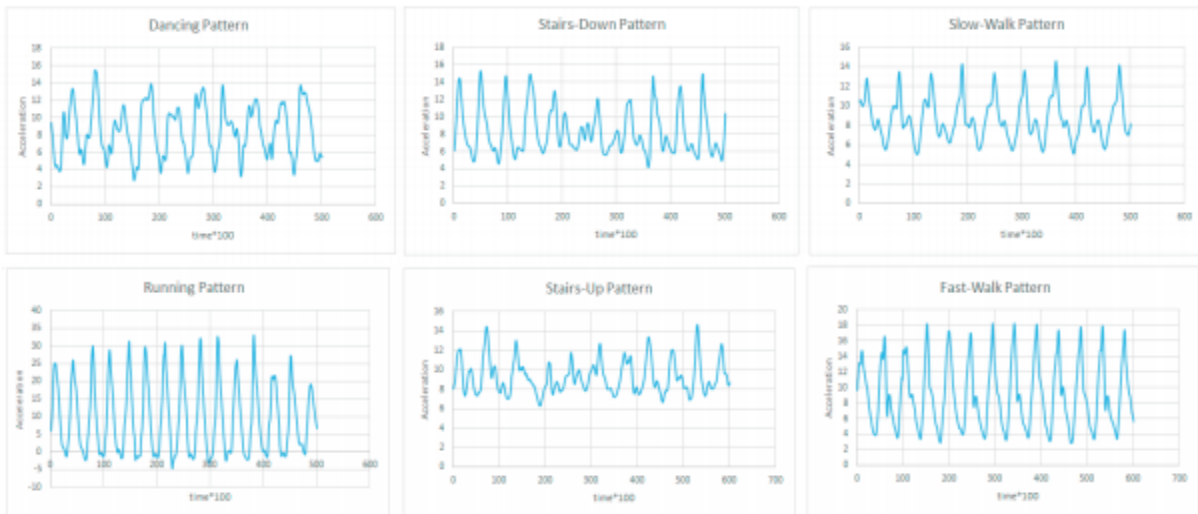 Dancing Pattern
Acceleration
18
16
14
12
10
8
6
4
2
0
0 100 200 300 400 500 600
time*100
Stairs-Down Pattern
Acceleration
18
16
14
12
10
8
6
4
2
0
0 100 200 300 400 500 600
time*100
Slow-Walk Pattern
Acceleration
16
14
12
10
8
6
4
2
0
0 100 200 300 400 500 600
time*100
Running Pattern
Acceleration
40
35
30
25
20
15
10
5
0
-5
-10
0 100 200 300 400 500 600
time*100
Stairs-Up Pattern
Acceleration
16
14
12
10
8
6
4
2
0
0 100 200 300 400 500 600 700
time*100
Fast-Walk Pattern
Acceleration
20
18
16
14
12
10
8
6
4
2
0
0 100 200 300 400 500 600 700
time*100